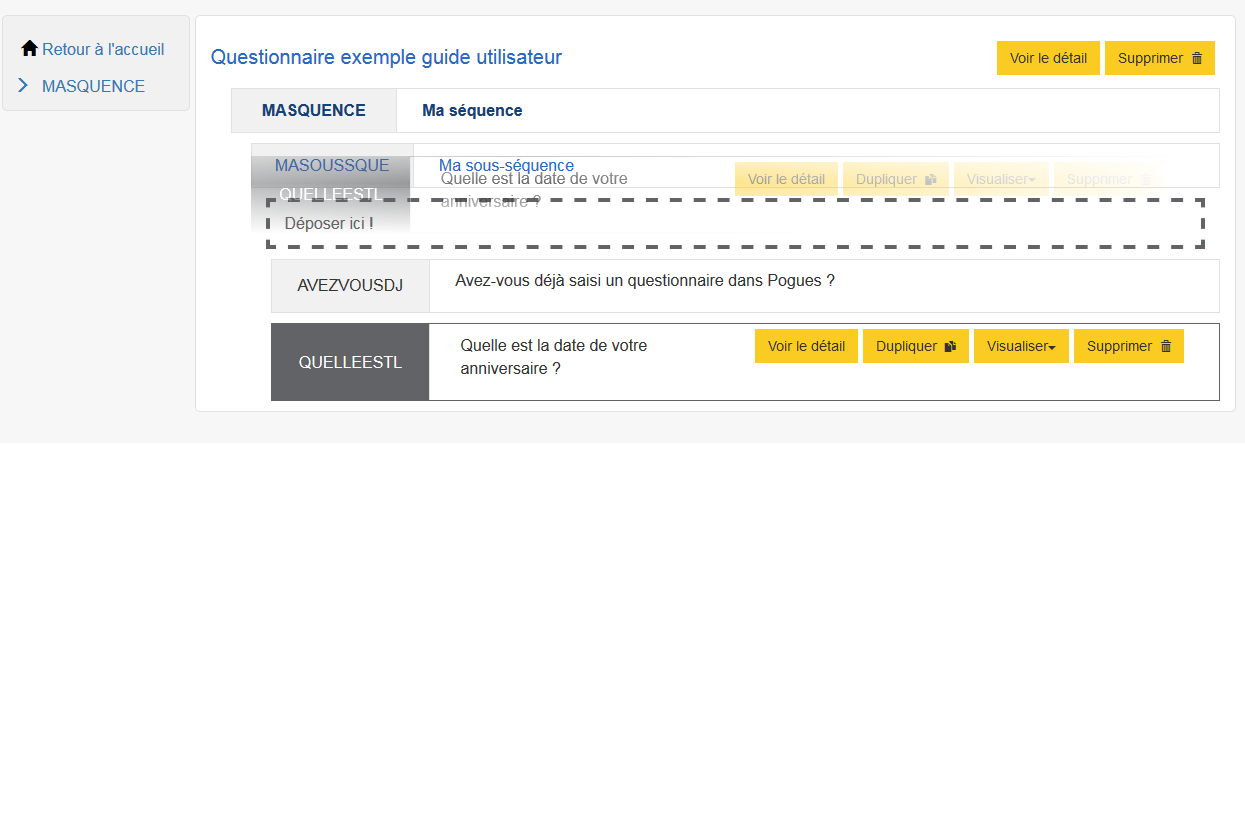 Retour à l'accueil
MASQUENCE
Questionnaire exemple guide utilisateur
Voir le détail
Supprimer
MASQUENCE
Ma séquence
MASOUSSQUE
Ma sous-séquence
QUELLEESTL
Quelle est la date de votre
anniversaire ?
Voir le détail
Dupliquer
Visualiser
Supprimer
Déposer ici !
AVEZVOUSDJ
Avez-vous déjà saisi un questionnaire dans Pogues ?
QUELLEESTL
Quelle est la date de votre
anniversaire ?
Voir le détail
Dupliquer
Visualiser
Supprimer